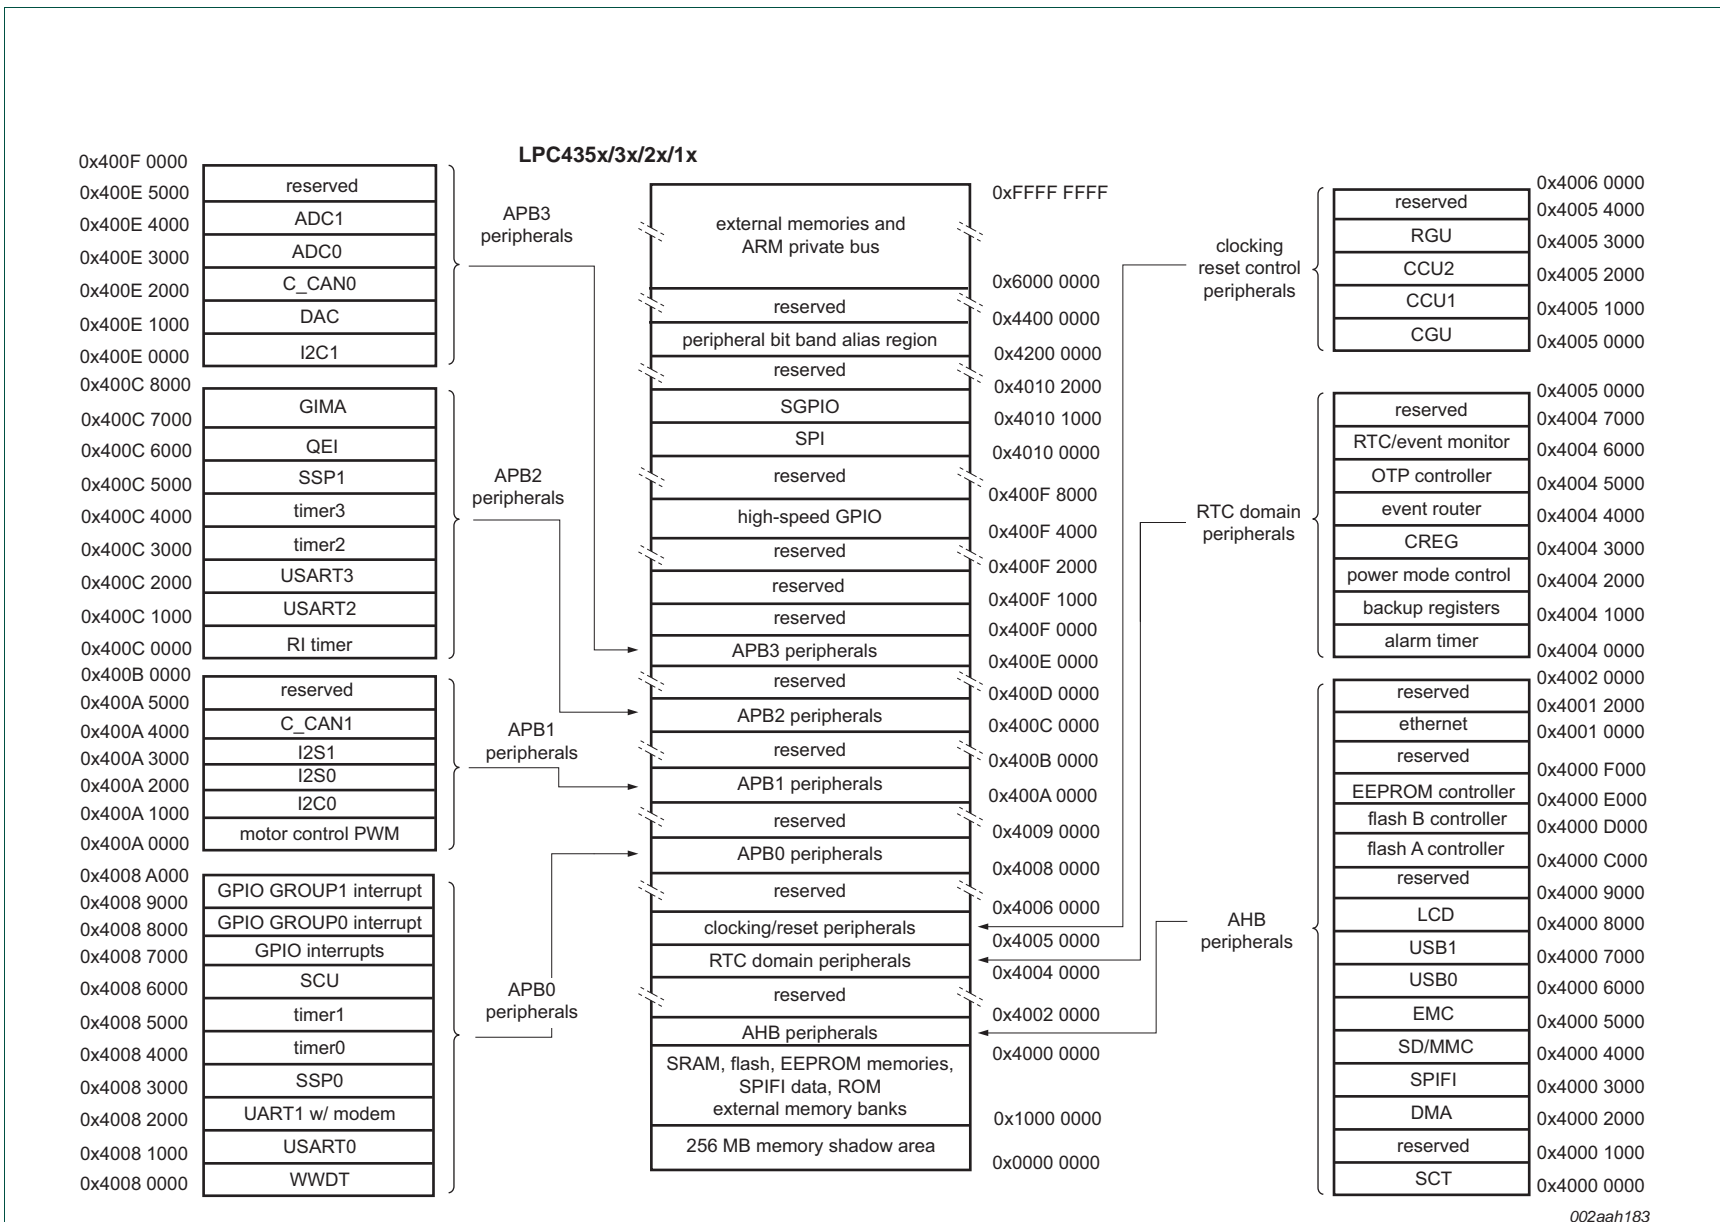 LPC435x/3x/2x/1x
0x400F 0000
reserved
0x400E 5000
ADC1
0x400E 4000
ADC0
0x400E 3000
C_CAN0
0x400E 2000
DAC
0x400E 1000
I2C1
0x400E 0000
APB3
peripherals
0x400C 8000
GIMA
0x400C 7000
QEI
0x400C 6000
SSP1
0x400C 5000
timer3
0x400C 4000
timer2
0x400C 3000
USART3
0x400C 2000
USART2
0x400C 1000
RI timer
0x400C 0000
APB2
peripherals
0x400B 0000
reserved
0x400A 5000
C_CAN1
0x400A 4000
I2S1
0x400A 3000
I2S0
0x400A 2000
I2C0
0x400A 1000
motor control PWM
0x400A 0000
APB1
peripherals
0x4008 A000
GPIO GROUP1 interrupt
0x4008 9000
GPIO GROUP0 interrupt
0x4008 8000
GPIO interrupts
0x4008 7000
SCU
0x4008 6000
timer1
0x4008 5000
timer0
0x4008 4000
SSP0
0x4008 3000
UART1 w/ modem
0x4008 2000
USART0
0x4008 1000
WWDT
0x4008 0000
APB0
peripherals
0xFFFF FFFF
external memories and
ARM private bus
0x6000 0000
reserved
0x4400 0000
peripheral bit band alias region
0x4200 0000
reserved
0x4010 2000
SGPIO
0x4010 1000
SPI
0x4010 0000
reserved
0x400F 8000
high-speed GPIO
0x400F 4000
reserved
0x400F 2000
reserved
0x400F 1000
reserved
0x400F 0000
APB3 peripherals
0x400E 0000
reserved
0x400D 0000
APB2 peripherals
0x400C 0000
reserved
0x400B 0000
APB1 peripherals
0x400A 0000
reserved
0x4009 0000
APB0 peripherals
0x4008 0000
reserved
0x4006 0000
clocking/reset peripherals
0x4005 0000
RTC domain peripherals
0x4004 0000
reserved
0x4002 0000
AHB peripherals
0x4000 0000
SRAM, flash, EEPROM memories,
SPIFI data, ROM
external memory banks
0x1000 0000
256 MB memory shadow area
0x0000 0000
clocking
reset control
peripherals
0x4006 0000
reserved
0x4005 4000
RGU
0x4005 3000
CCU2
0x4005 2000
CCU1
0x4005 1000
CGU
0x4005 0000
RTC domain
peripherals
0x4005 0000
reserved
0x4004 7000
RTC/event monitor
0x4004 6000
OTP controller
0x4004 5000
event router
0x4004 4000
CREG
0x4004 3000
power mode control
0x4004 2000
backup registers
0x4004 1000
alarm timer
0x4004 0000
AHB
peripherals
0x4002 0000
reserved
0x4001 2000
ethernet
0x4001 0000
reserved
0x4000 F000
EEPROM controller
0x4000 E000
flash B controller
0x4000 D000
flash A controller
0x4000 C000
reserved
0x4000 9000
LCD
0x4000 8000
USB1
0x4000 7000
USB0
0x4000 6000
EMC
0x4000 5000
SD/MMC
0x4000 4000
SPIFI
0x4000 3000
DMA
0x4000 2000
reserved
0x4000 1000
SCT
0x4000 0000
002aah183